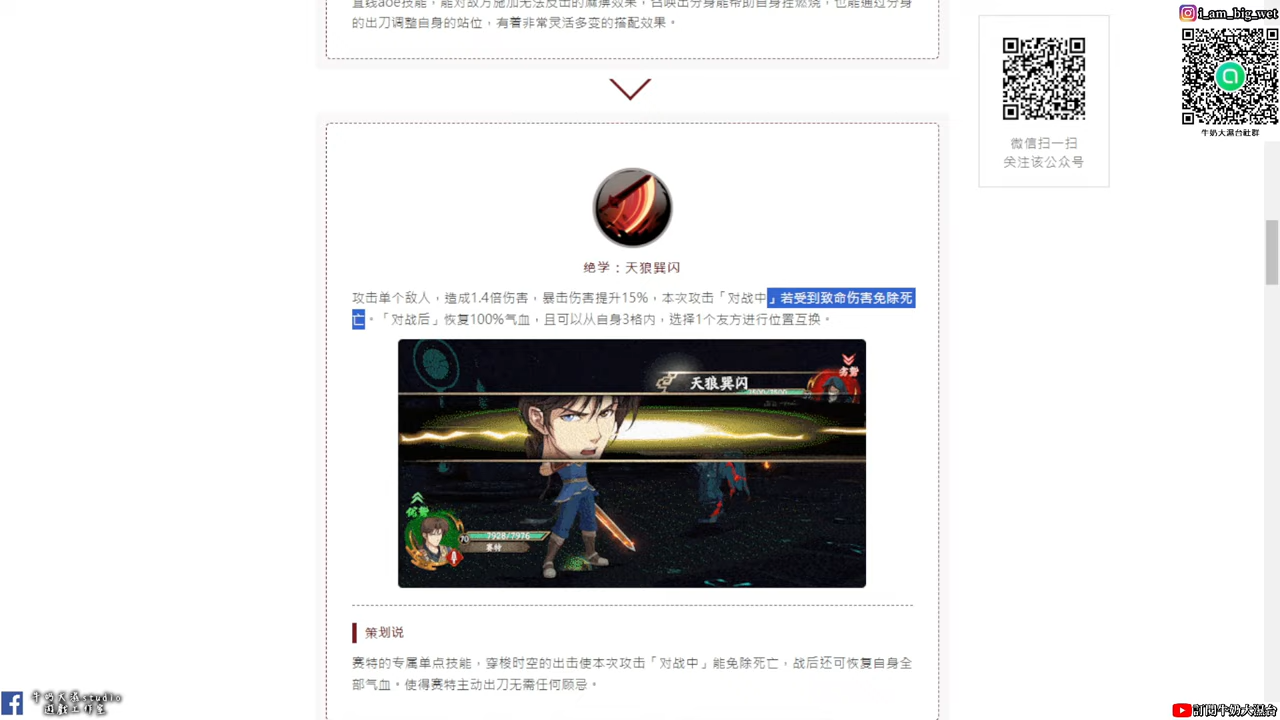 直线aoe技能，能对敌方施加无法反击的麻痹效果，召唤出分身能帮助自身挂燃烧，也能通过分身
的出刀调整自身的站位，有着非常灵活多变的搭配效果。
绝学：天狼巽闪
攻击单个敌人，造成1.4倍伤害，暴击伤害提升15%，本次攻击「对战中」若受到致命伤害免除死
亡。「对战后」恢复100%气血，且可以从自身3格内，选择1个友方进行位置互换。
天狼巽闪
劣势
优势
70
7928/7976
赛特
策划说
赛特的专属单点技能，穿梭时空的出击使本次攻击「对战中」能免除死亡，战后还可恢复自身全
部气血。使得赛特主动出刀无需任何顾忌。
微信扫一扫
关注该公众号
i_am_big_wet
牛奶大濕台社群
牛奶大濕studio
遊戲工作室
訂閱牛奶大濕台